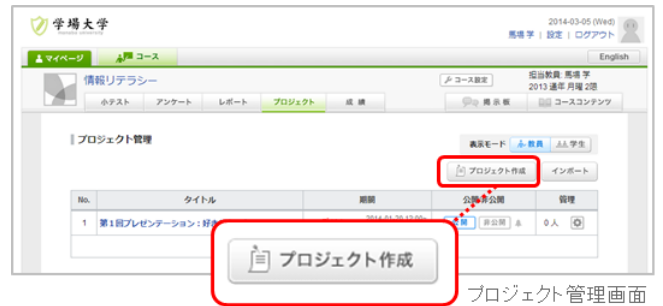 2014-03-05 (Wed)
学場大学
馬場 学 | 設定 | ログアウト
マイページ
コース
English
情報リテラシー
コース設定
担当教員: 馬場 学
2013 通年 月曜 2限
小テスト
アンケート
レポート
プロジェクト
成績
掲示板
コースコンテンツ
プロジェクト管理
表示モード
教員
学生
プロジェクト作成
インポート
No.
タイトル
期間
公開/非公開
管理
1
第1回プレゼンテーション:好き
非公開
0人
プロジェクト作成
プロジェクト管理画面